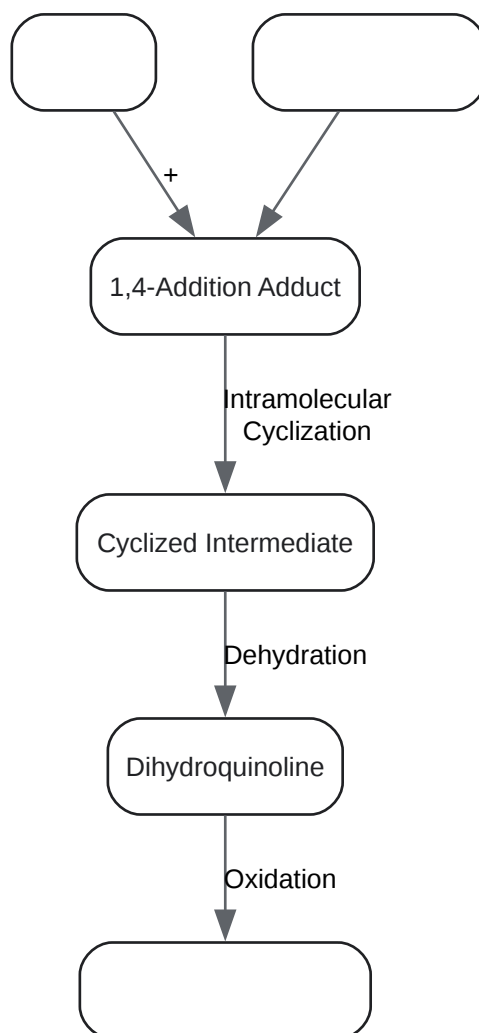 +
1,4-Addition Adduct
Intramolecular
Cyclization
Cyclized Intermediate
Dehydration
Dihydroquinoline
Oxidation